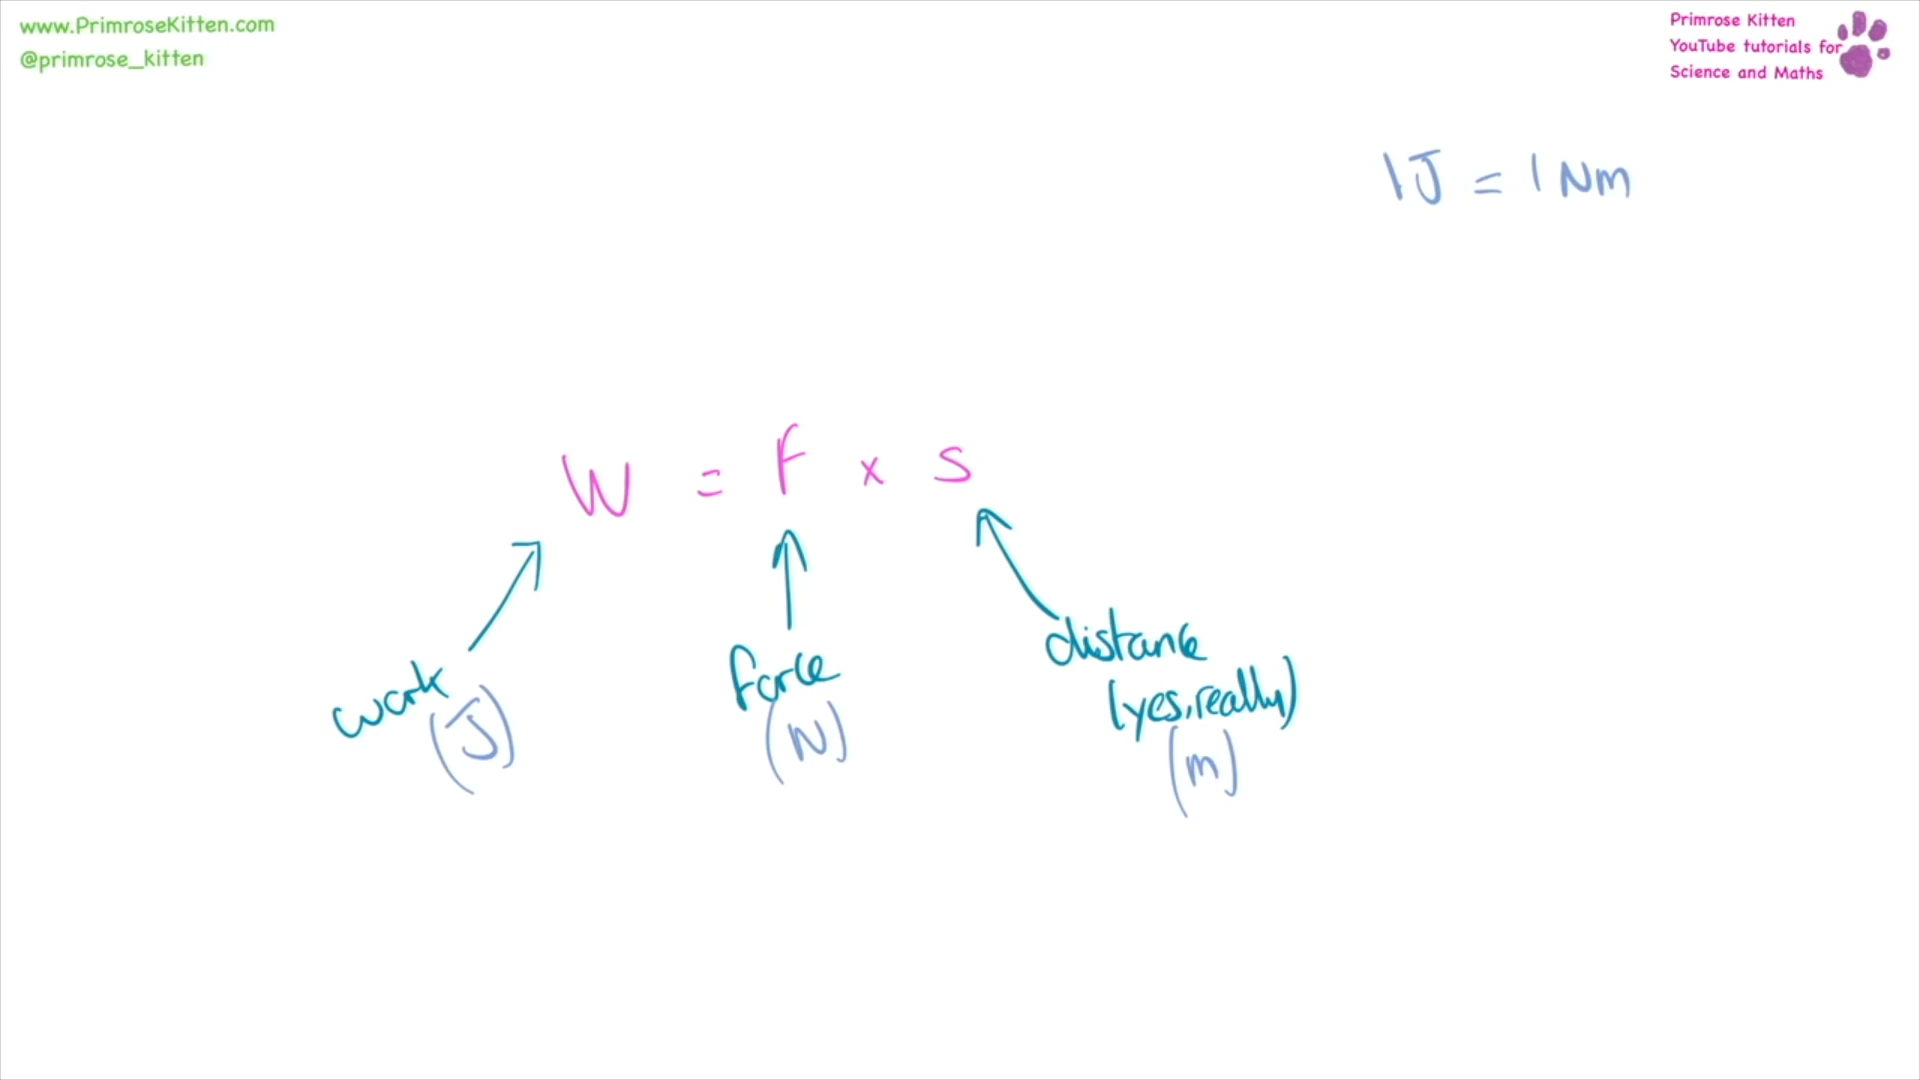 www.PrimroseKitten.com
@primrose_kitten
Primrose Kitten
YouTube tutorials for
Science and Maths
1J = 1Nm
W = F x s
work
(J)
force
(N)
distance
(yes, really)
(m)